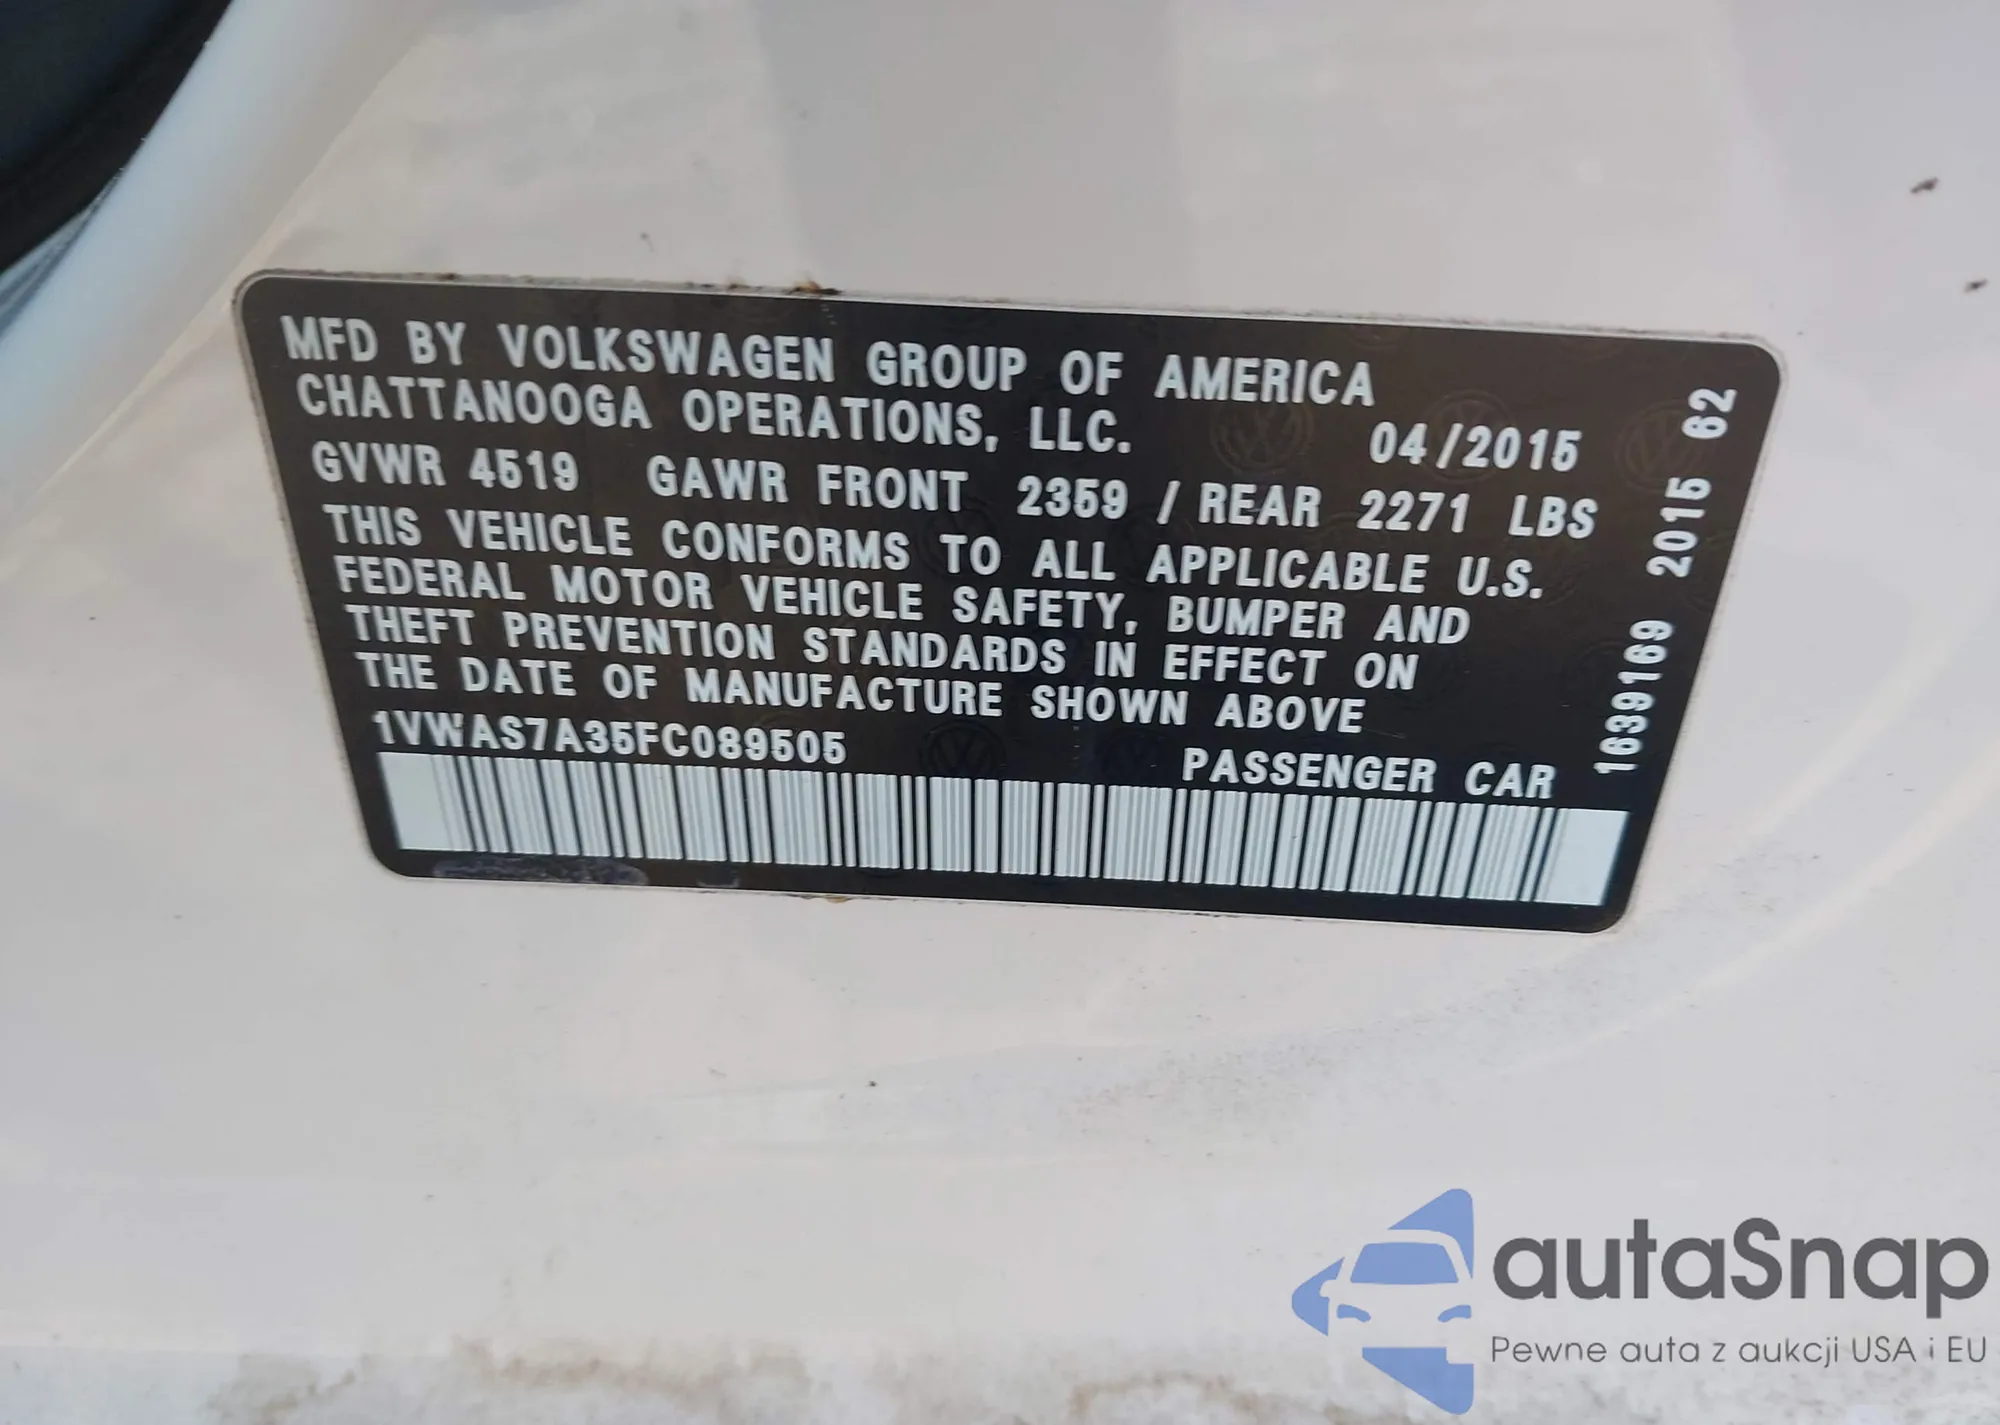 MFD BY VOLKSWAGEN GROUP OF AMERICA
CHATTANOOGA OPERATIONS, LLC.
04/2015
GVWR 4519 GAWR FRONT 2359 / REAR 2271 LBS
THIS VEHICLE CONFORMS TO ALL APPLICABLE U.S.
FEDERAL MOTOR VEHICLE SAFETY, BUMPER AND
THEFT PREVENTION STANDARDS IN EFFECT ON
THE DATE OF MANUFACTURE SHOWN ABOVE
1VWAS7A35FC089505
PASSENGER CAR
1639169 2015 62
autaSnap
Pewne auta z aukcji USA i EU